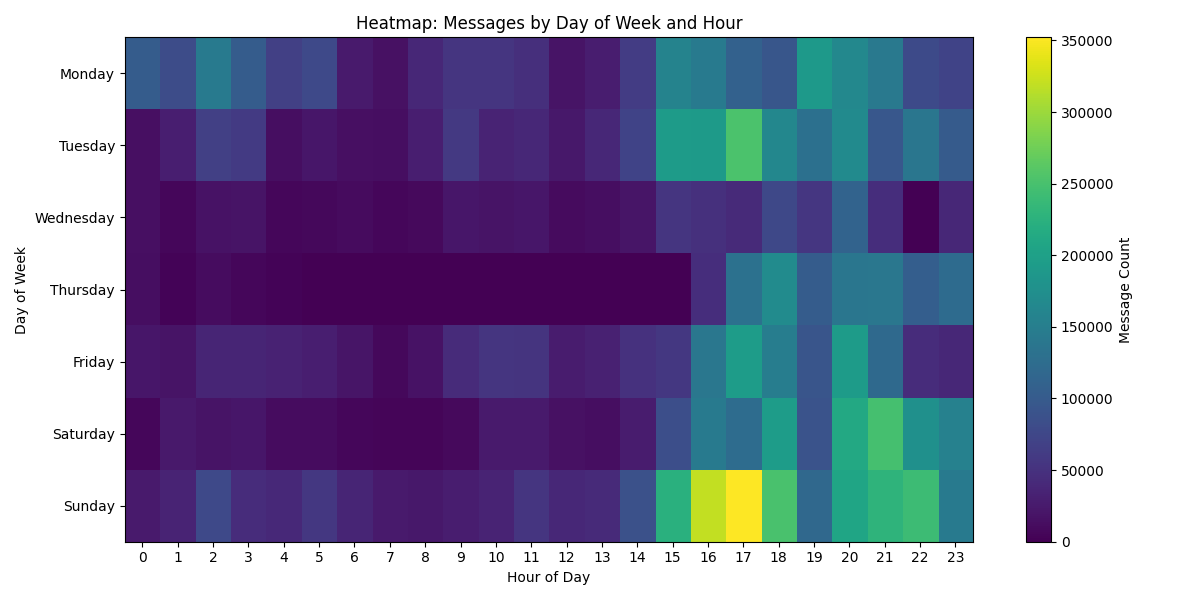 Heatmap: Messages by Day of Week and Hour
Day of Week
Monday
Tuesday
Wednesday
Thursday
Friday
Saturday
Sunday
0 1 2 3 4 5 6 7 8 9 10 11 12 13 14 15 16 17 18 19 20 21 22 23
Hour of Day
350000
300000
250000
200000
150000
100000
50000
0
Message Count